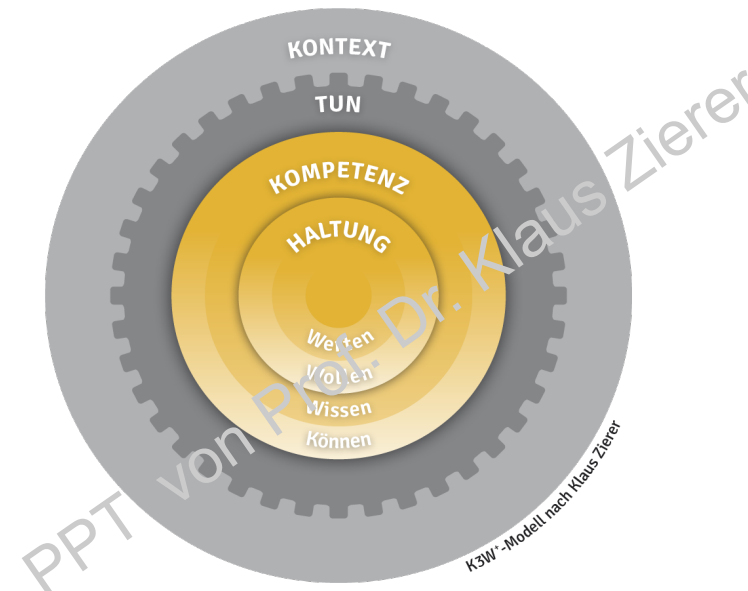 KONTEXT
TUN
KOMPETENZ
HALTUNG
Werten
Wollen
Wissen
Können
K3W+-Modell nach Klaus Zierer
PPT von Prof. Dr. Klaus Zierer